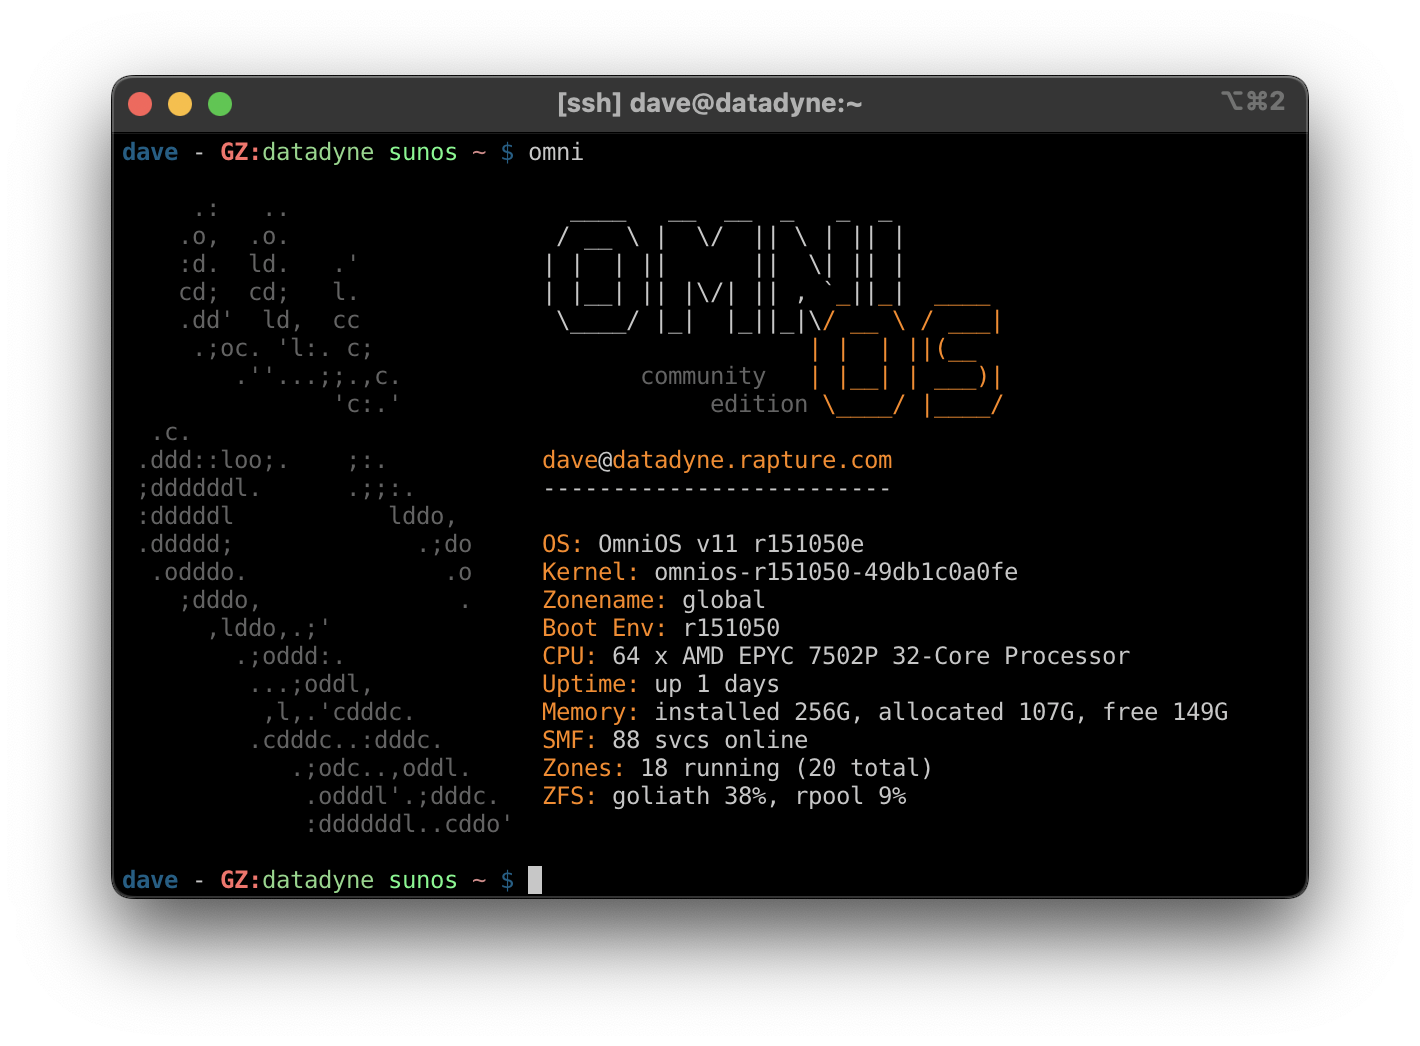 [ssh] dave@datadyne:~ ⌥⌘2
dave - GZ:datadyne sunos ~ $ omni
OMNI
OS
community
edition
dave@datadyne.rapture.com
-------------------------
OS: OmniOS v11 r151050e
Kernel: omnios-r151050-49db1c0a0fe
Zonename: global
Boot Env: r151050
CPU: 64 x AMD EPYC 7502P 32-Core Processor
Uptime: up 1 days
Memory: installed 256G, allocated 107G, free 149G
SMF: 88 svcs online
Zones: 18 running (20 total)
ZFS: goliath 38%, rpool 9%
dave - GZ:datadyne sunos ~ $